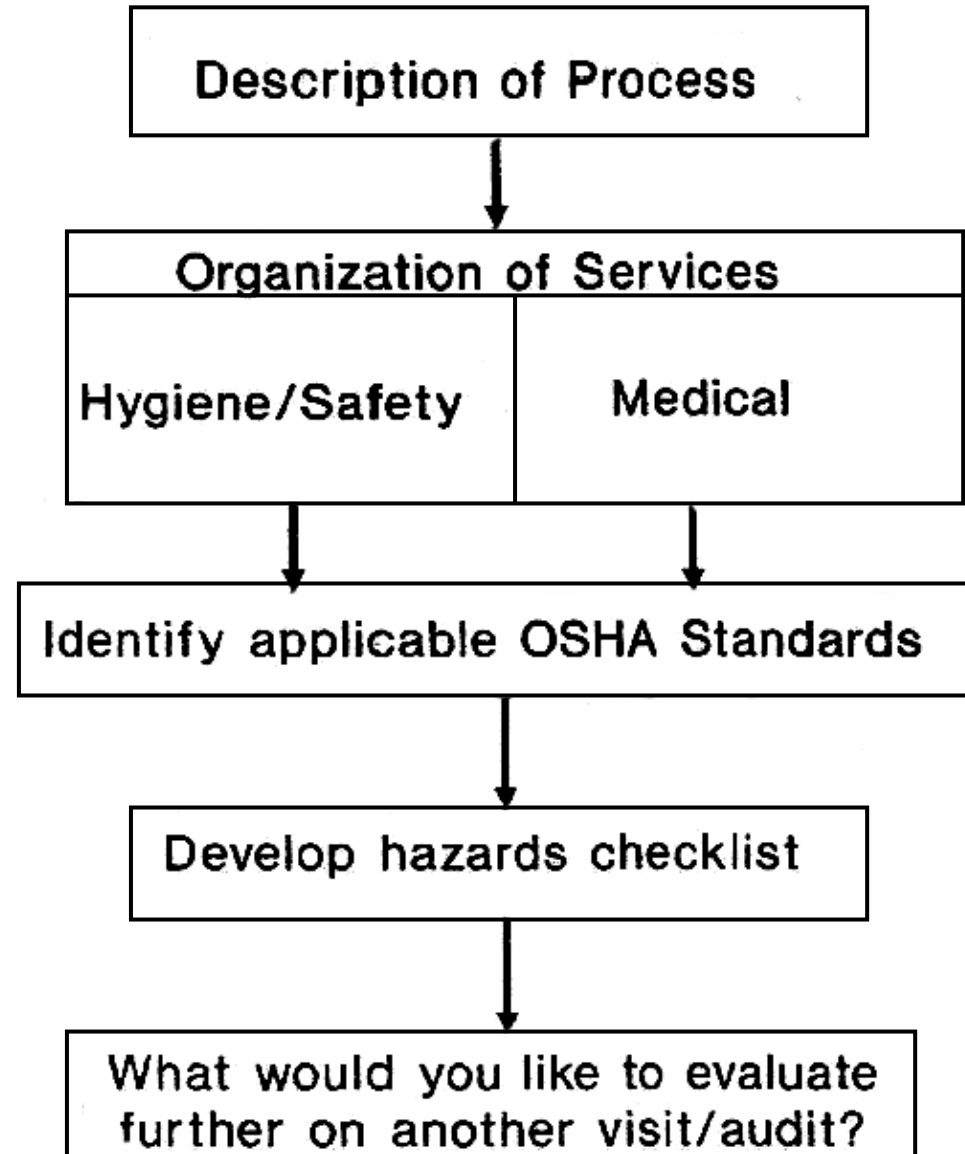 Description of Process
Organization of Services
Hygiene/Safety
Medical
Identify applicable OSHA Standards
Develop hazards checklist
What would you like to evaluate
further on another visit/audit?